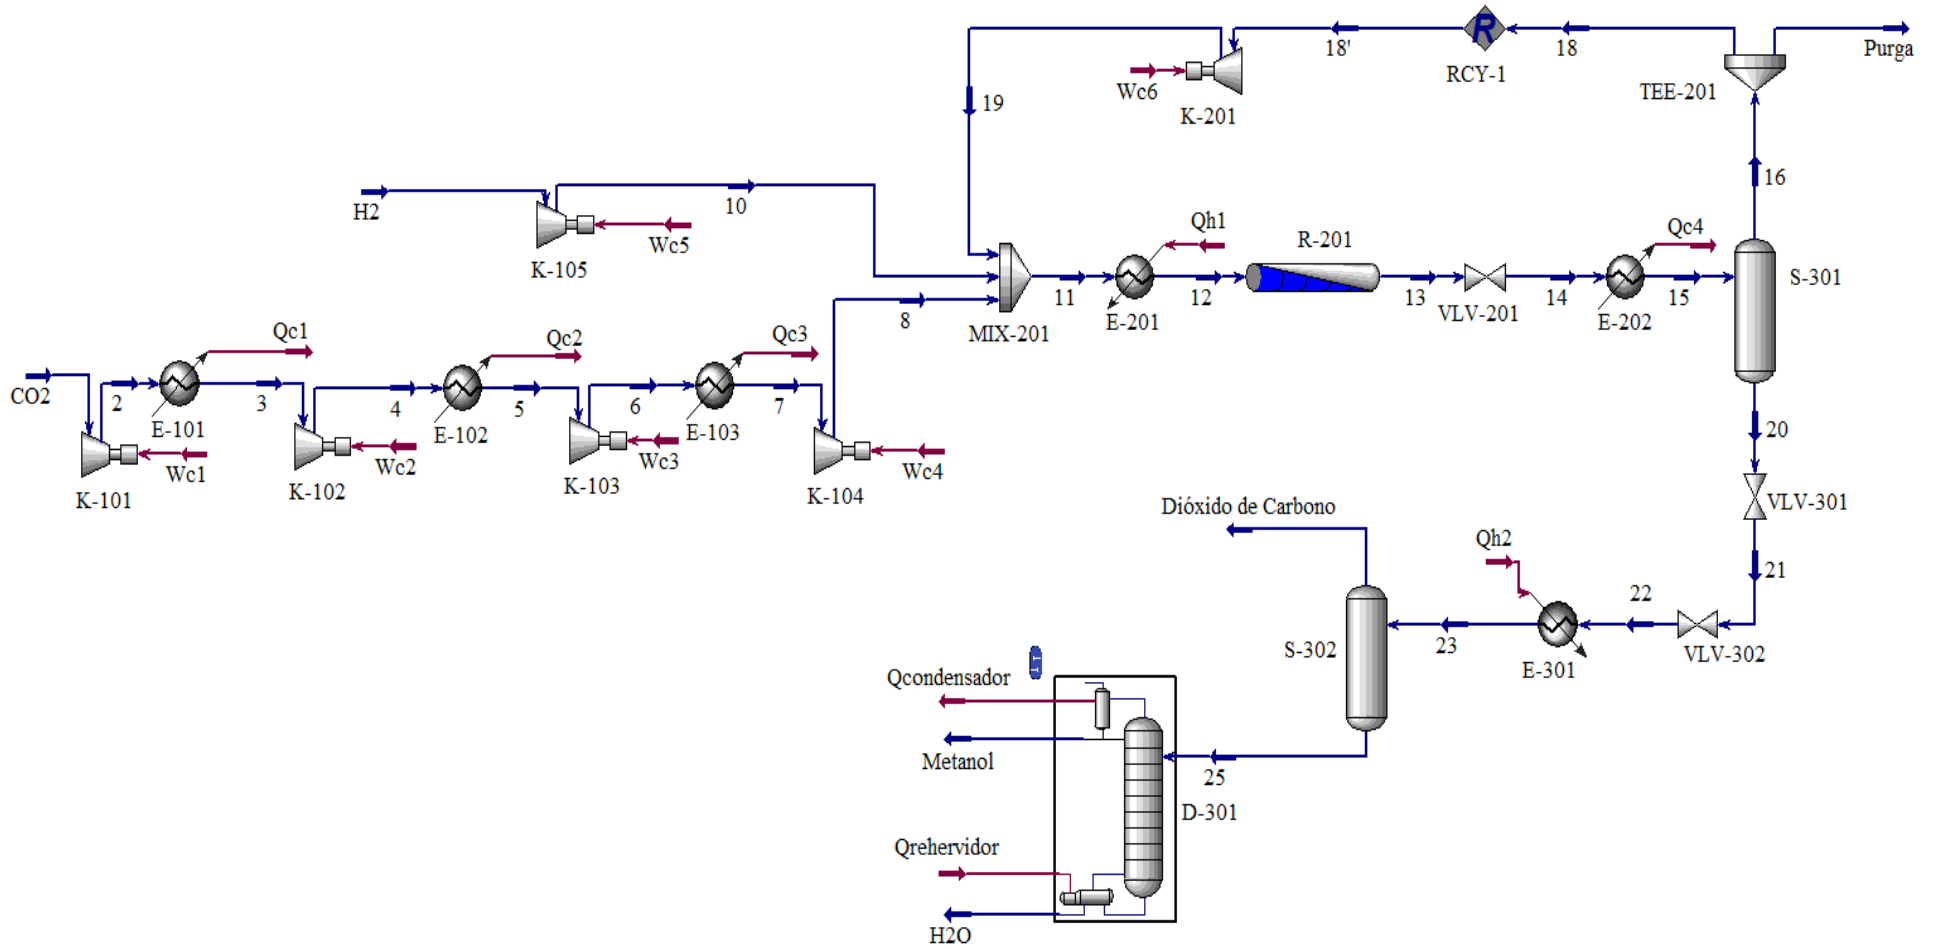 18'
RCY-1
R
18
Purga
TEE-201
Wc6
K-201
19
16
H2
10
Wc5
K-105
Qh1
R-201
Qc4
S-301
11
12
13
14
15
MIX-201
E-201
VLV-201
E-202
8
Qc1
Qc2
Qc3
CO2
2
3
4
5
6
7
E-101
E-102
E-103
Wc1
Wc2
Wc3
Wc4
K-101
K-102
K-103
K-104
20
VLV-301
Dióxido de Carbono
Qh2
21
22
23
VLV-302
E-301
S-302
Qcondensador
Metanol
25
D-301
Qrehervidor
H2O